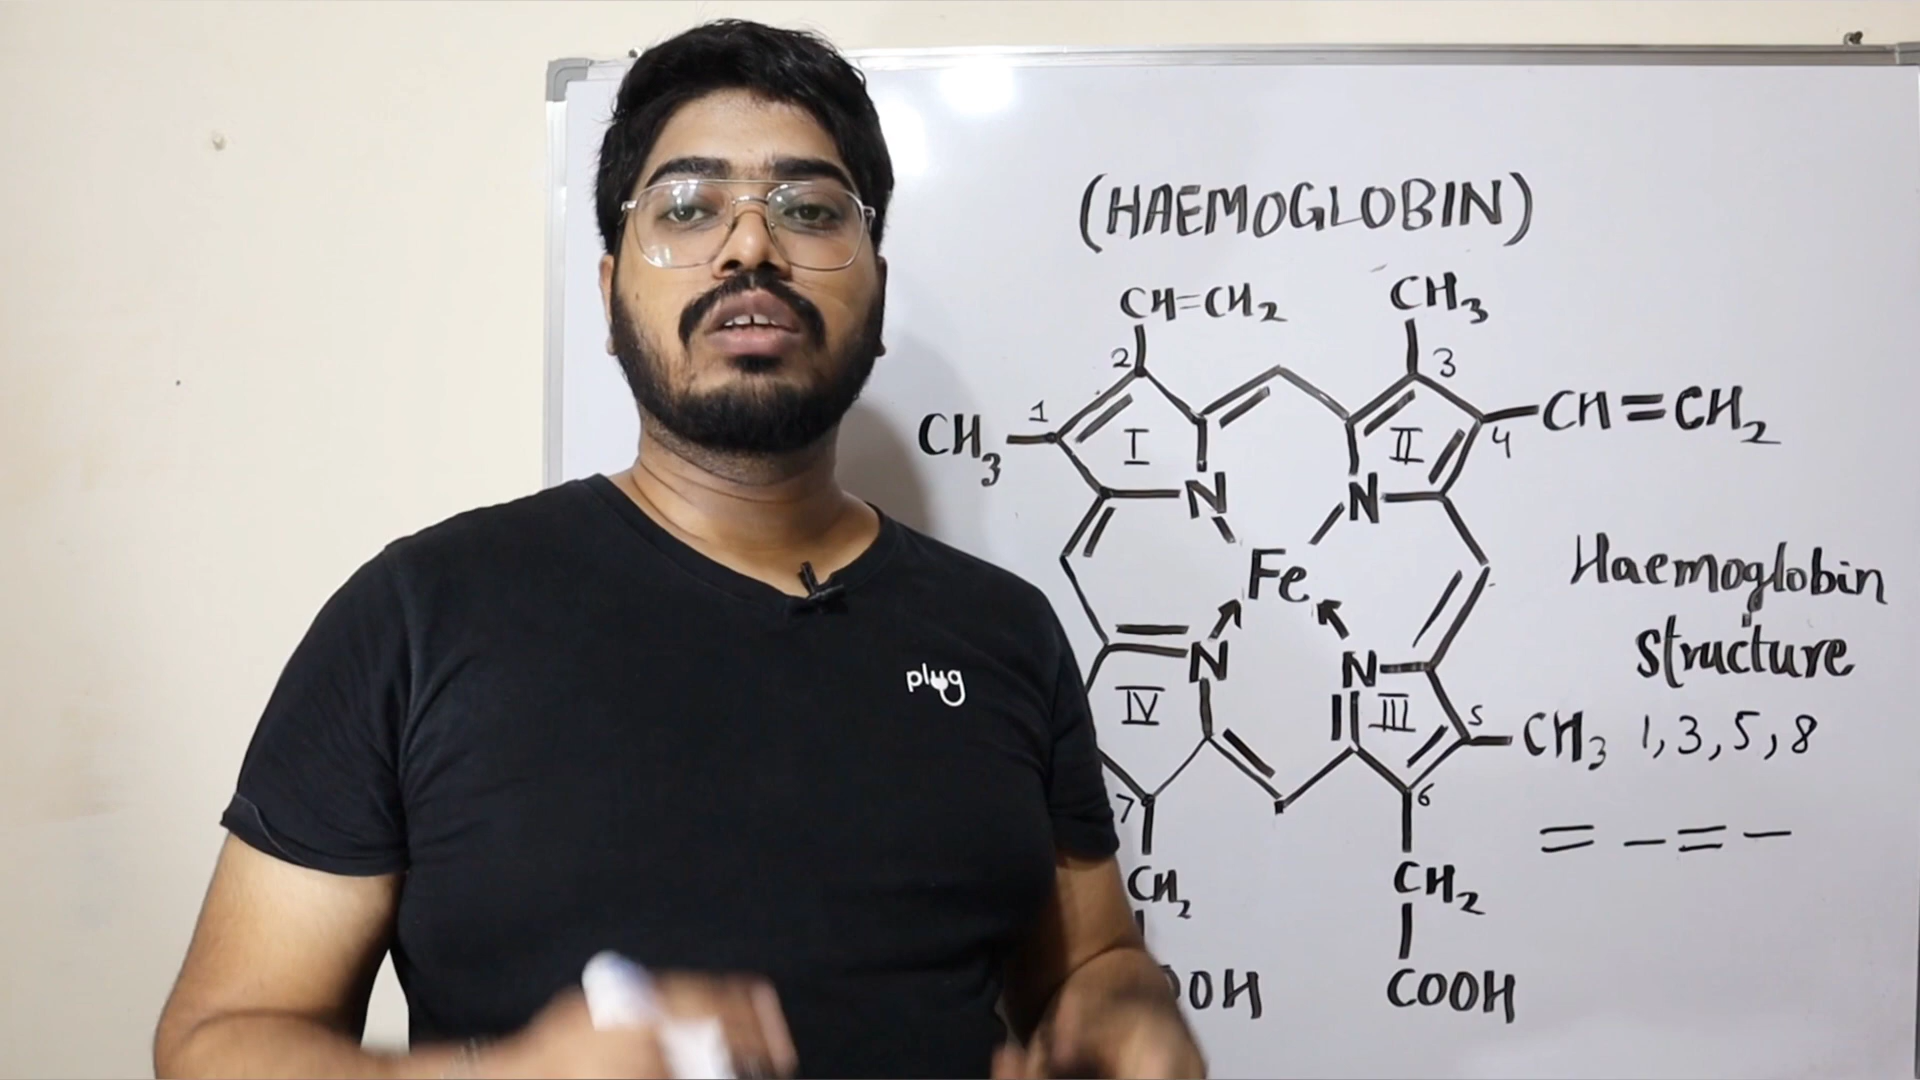 (HAEMOGLOBIN)
CH=CH2
CH3
2
3
1
CH3
I
II
4
CH=CH2
N
N
Fe
Haemoglobin
structure
N
N
plug
IV
III
5
CH3
1,3,5,8
7
6
= - = -
CH2
CH2
OOH
COOH